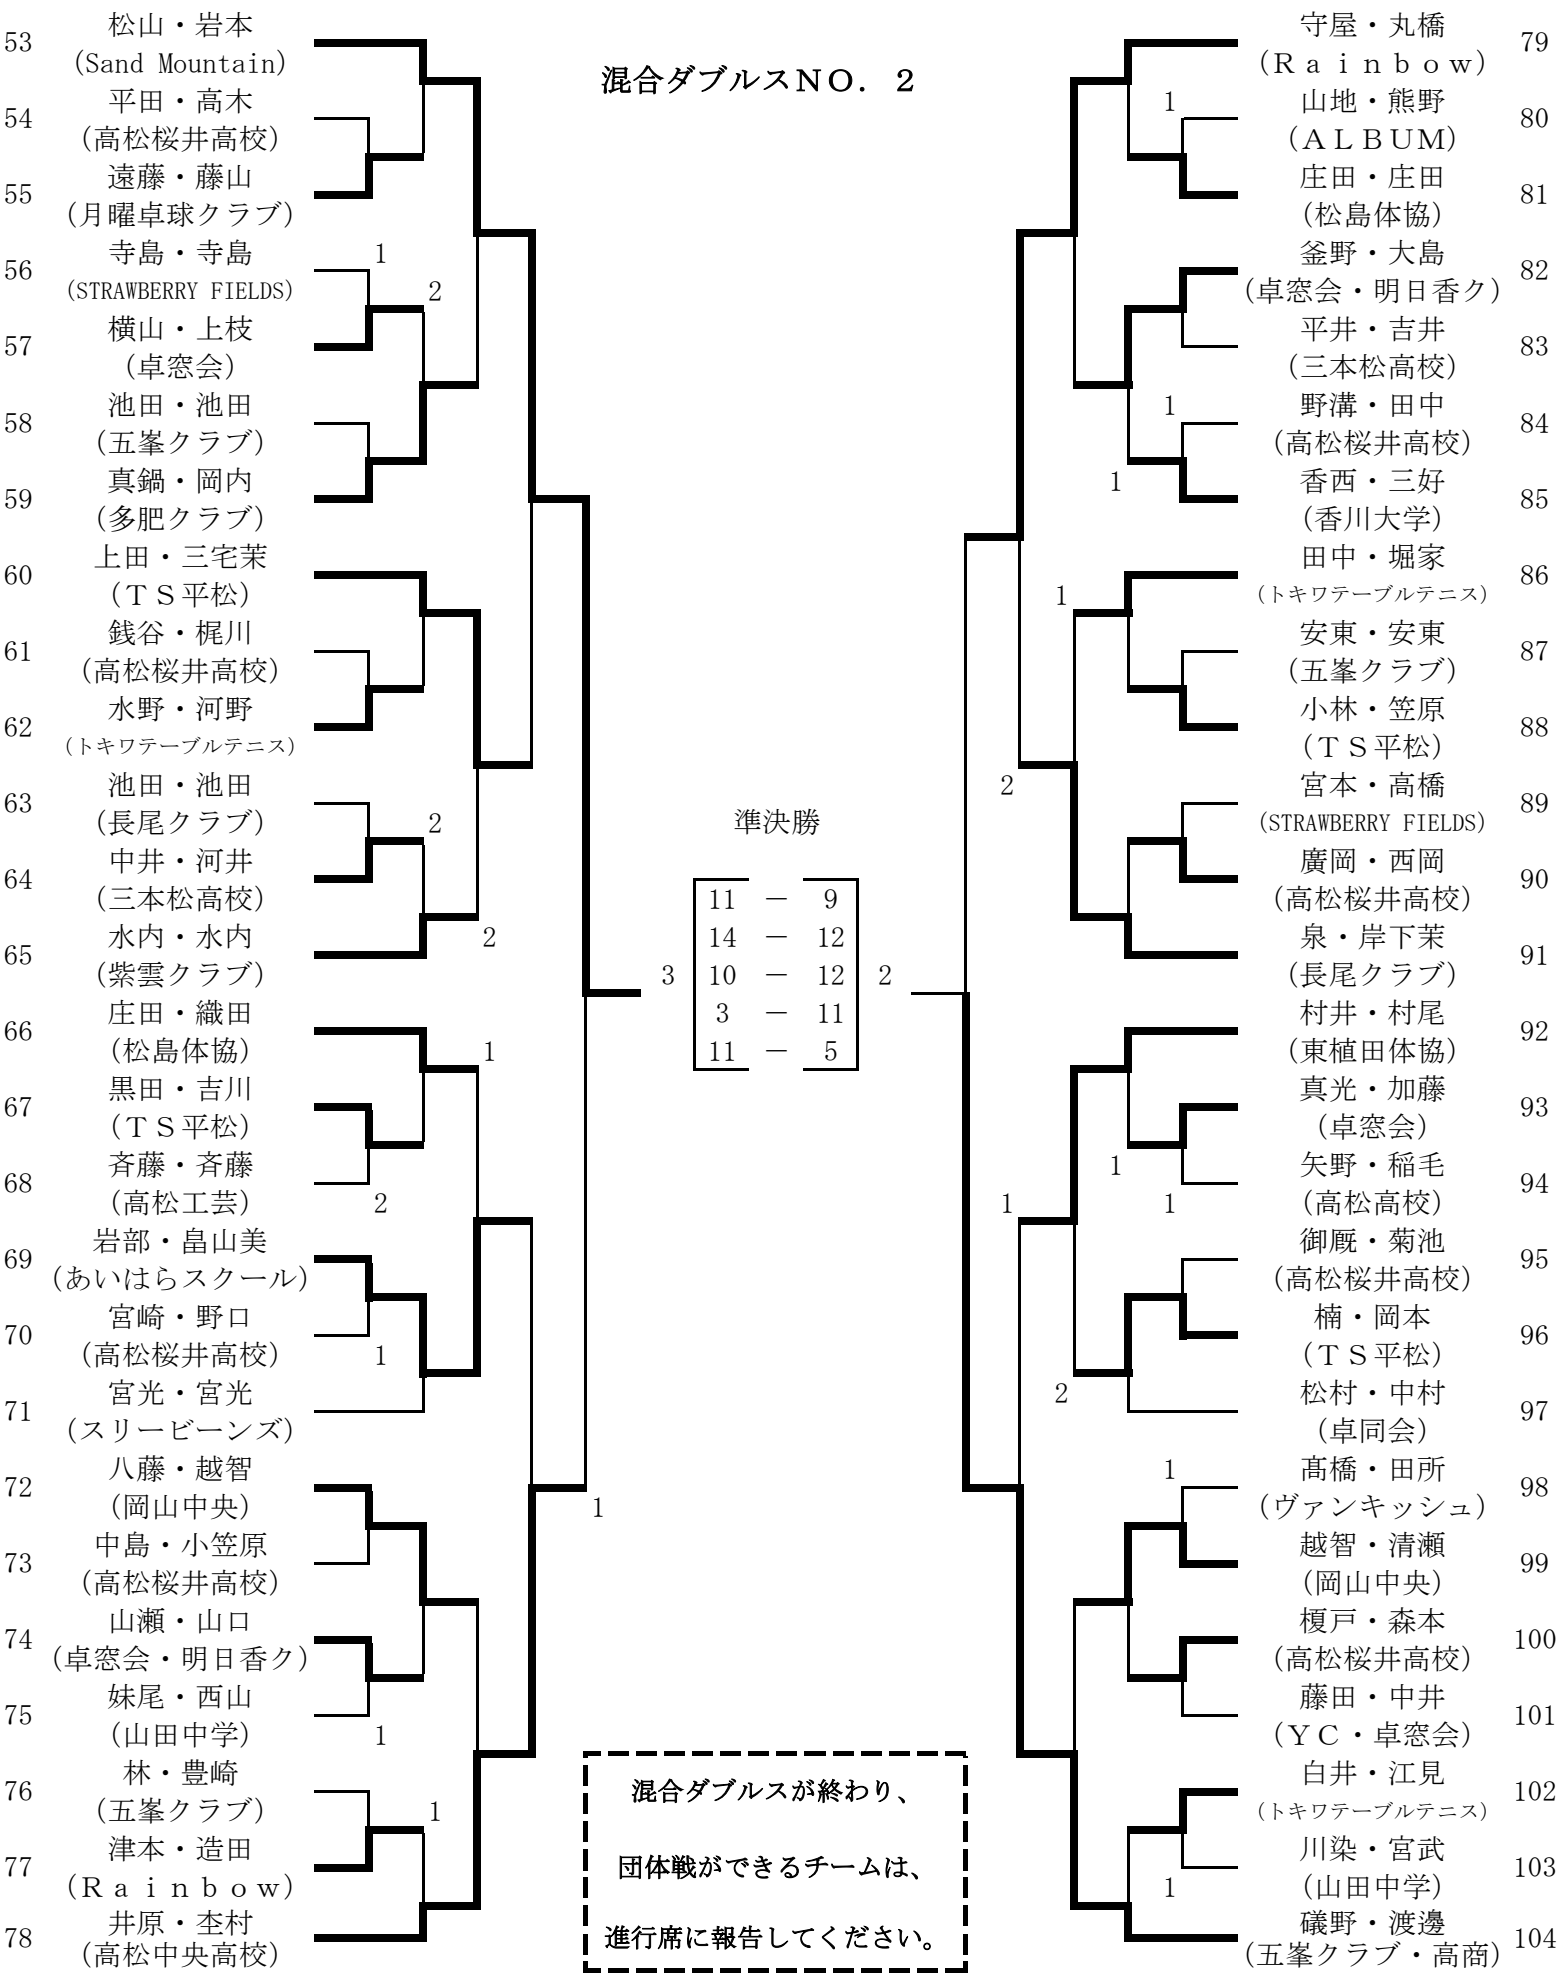 混合ダブルスNO. 2
53 松山・岩本
(Sand Mountain)
54 平田・高木
(高松桜井高校)
55 遠藤・藤山
(月曜卓球クラブ)
56 寺島・寺島 1
(STRAWBERRY FIELDS) 2
57 横山・上枝
(卓窓会)
58 池田・池田
(五峯クラブ)
59 真鍋・岡内
(多肥クラブ)
60 上田・三宅茉
(TS平松)
61 銭谷・梶川
(高松桜井高校)
62 水野・河野
(トキワテーブルテニス)
63 池田・池田
(長尾クラブ) 2
64 中井・河井
(三本松高校)
65 水内・水内 2
(紫雲クラブ)
66 庄田・織田
(松島体協) 1
67 黒田・吉川
(TS平松)
68 斉藤・斉藤
(高松工芸) 2
69 岩部・畠山美
(あいはらスクール)
70 宮崎・野口
(高松桜井高校) 1
71 宮光・宮光
(スリービーンズ)
72 八藤・越智
(岡山中央) 1
73 中島・小笠原
(高松桜井高校)
74 山瀬・山口
(卓窓会・明日香ク)
75 妹尾・西山
(山田中学) 1
76 林・豊崎
(五峯クラブ) 1
77 津本・造田
(Rainbow)
78 井原・杢村
(高松中央高校)
準決勝
11 － 9
14 － 12
3 10 － 12 2
3 － 11
11 － 5
混合ダブルスが終わり、
団体戦ができるチームは、
進行席に報告してください。
守屋・丸橋 79
(Rainbow)
1 山地・熊野 80
(ALBUM)
庄田・庄田 81
(松島体協)
釜野・大島 82
(卓窓会・明日香ク)
平井・吉井 83
(三本松高校)
1 野溝・田中 84
(高松桜井高校)
1 香西・三好 85
(香川大学)
田中・堀家 86
1 (トキワテーブルテニス)
安東・安東 87
(五峯クラブ)
小林・笠原 88
(TS平松)
2 宮本・高橋 89
(STRAWBERRY FIELDS)
廣岡・西岡 90
(高松桜井高校)
泉・岸下茉 91
(長尾クラブ)
村井・村尾 92
(東植田体協)
真光・加藤 93
(卓窓会)
1 矢野・稲毛 94
1 1 (高松高校)
御厩・菊池 95
(高松桜井高校)
楠・岡本 96
(TS平松)
2 松村・中村 97
(卓同会)
1 髙橋・田所 98
(ヴァンキッシュ)
越智・清瀬 99
(岡山中央)
榎戸・森本 100
(高松桜井高校)
藤田・中井 101
(YC・卓窓会)
白井・江見 102
(トキワテーブルテニス)
川染・宮武 103
1 (山田中学)
礒野・渡邊 104
(五峯クラブ・高商)